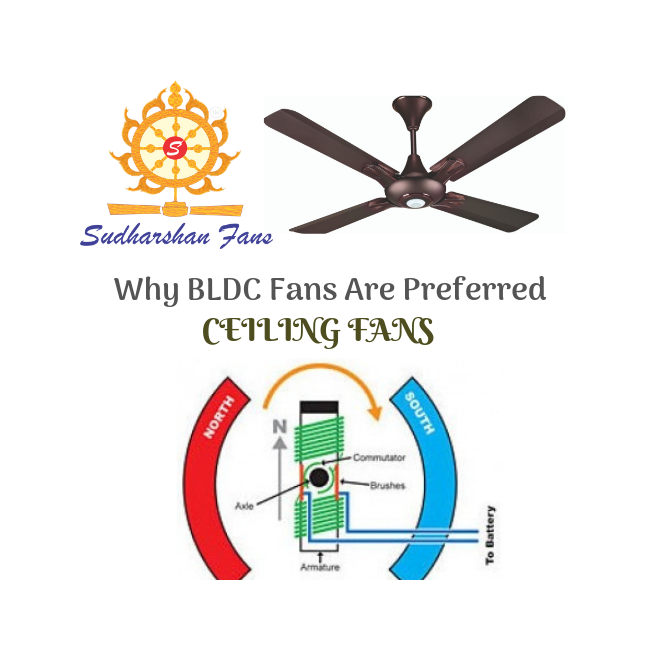 S
Sudharshan Fans
Why BLDC Fans Are Preferred
CEILING FANS
NORTH
SOUTH
N
Commutator
Brushes
Axle
To Battery
Armature